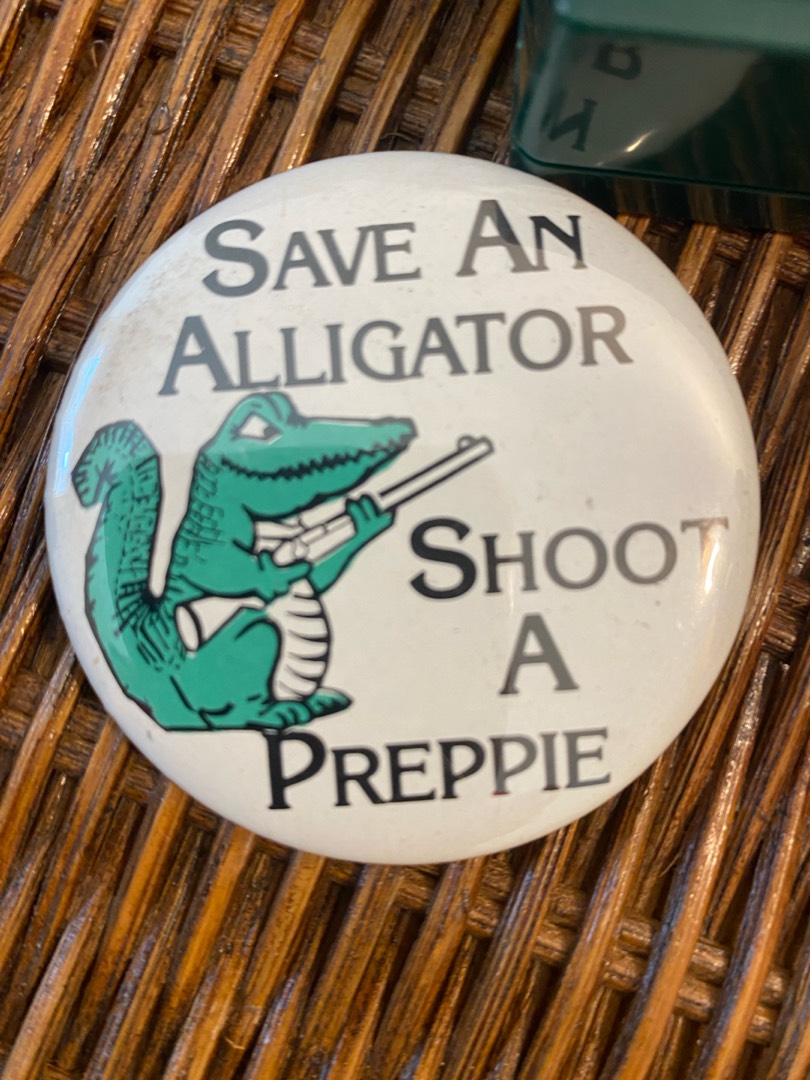 SAVE AN
ALLIGATOR
SHOOT
A
PREPPIE